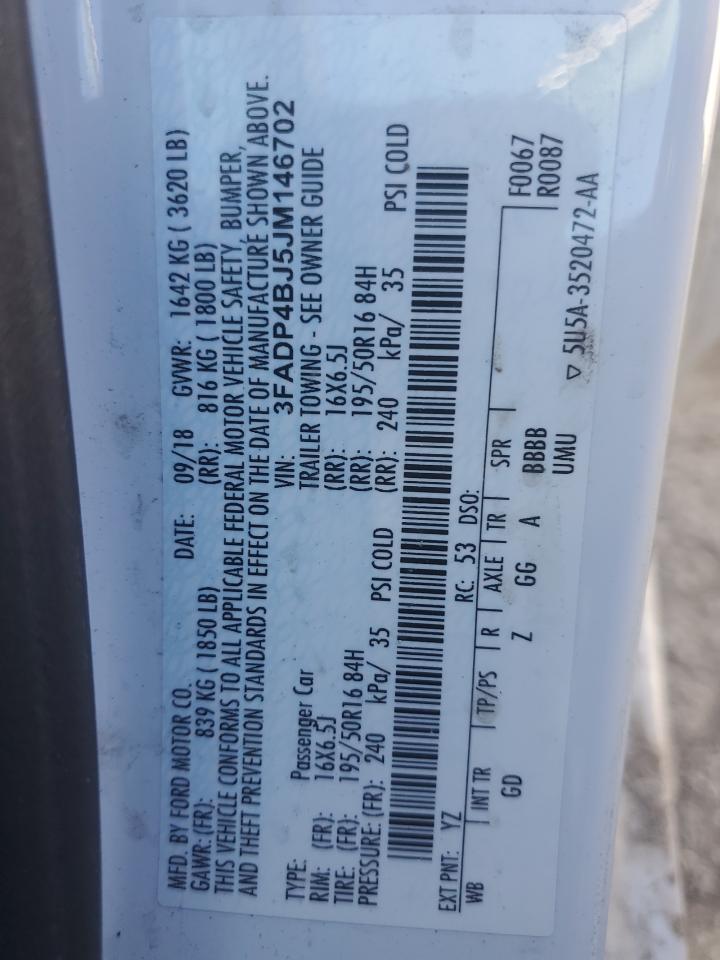 MFD. BY FORD MOTOR CO. DATE: 09/18 GVWR: 1642 KG ( 3620 LB)
GAWR: (FR): 839 KG ( 1850 LB) (RR): 816 KG ( 1800 LB)
THIS VEHICLE CONFORMS TO ALL APPLICABLE FEDERAL MOTOR VEHICLE SAFETY, BUMPER,
AND THEFT PREVENTION STANDARDS IN EFFECT ON THE DATE OF MANUFACTURE SHOWN ABOVE.
VIN: 3FADP4BJ5JM146702
TYPE: Passenger Car TRAILER TOWING - SEE OWNER GUIDE
RIM: (FR): 16X6.5J (RR): 16X6.5J
TIRE: (FR): 195/50R16 84H (RR): 195/50R16 84H
PRESSURE: (FR): 240 kPa/ 35 PSI COLD (RR): 240 kPa/ 35 PSI COLD
EXT PNT: YZ RC: 53 DSO: F0067
WB INT TR TP/PS R AXLE TR SPR R0087
GD Z GG A BBBB
UMU
▽ 5U5A-3520472-AA